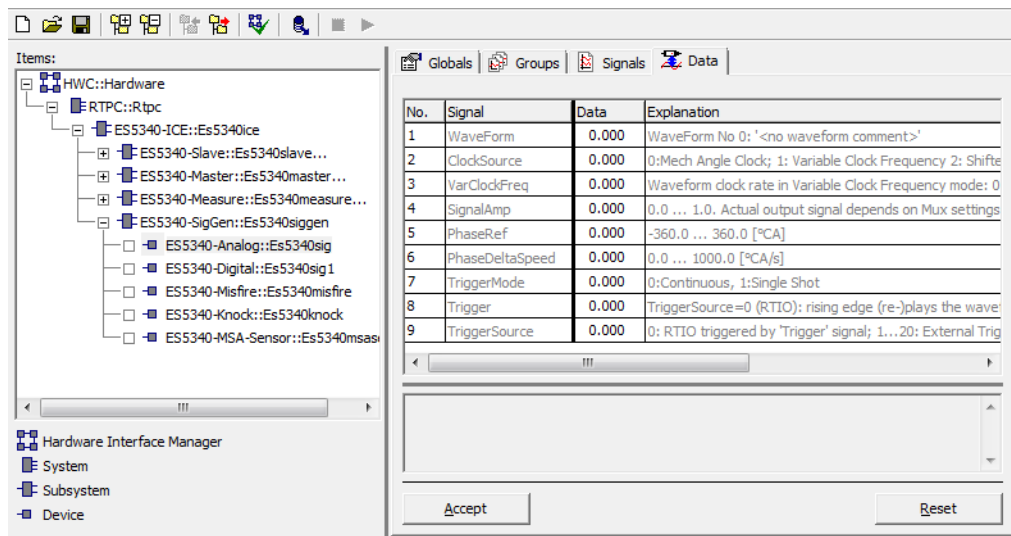 Items:
HWC::Hardware
RTPC::Rtpc
ES5340-ICE::Es5340ice
ES5340-Slave::Es5340slave...
ES5340-Master::Es5340master...
ES5340-Measure::Es5340measure...
ES5340-SigGen::Es5340siggen
ES5340-Analog::Es5340sig
ES5340-Digital::Es5340sig1
ES5340-Misfire::Es5340misfire
ES5340-Knock::Es5340knock
ES5340-MSA-Sensor::Es5340msase
Hardware Interface Manager
System
Subsystem
Device
Globals Groups Signals Data
No. Signal Data Explanation
1 WaveForm 0.000 WaveForm No 0: '<no waveform comment>'
2 ClockSource 0.000 0:Mech Angle Clock; 1: Variable Clock Frequency 2: Shifte
3 VarClockFreq 0.000 Waveform clock rate in Variable Clock Frequency mode: 0
4 SignalAmp 0.000 0.0 ... 1.0. Actual output signal depends on Mux settings
5 PhaseRef 0.000 -360.0 ... 360.0 [°CA]
6 PhaseDeltaSpeed 0.000 0.0 ... 1000.0 [°CA/s]
7 TriggerMode 0.000 0:Continuous, 1:Single Shot
8 Trigger 0.000 TriggerSource=0 (RTIO): rising edge (re-)plays the wave
9 TriggerSource 0.000 0: RTIO triggered by 'Trigger' signal; 1...20: External Trig
Accept Reset